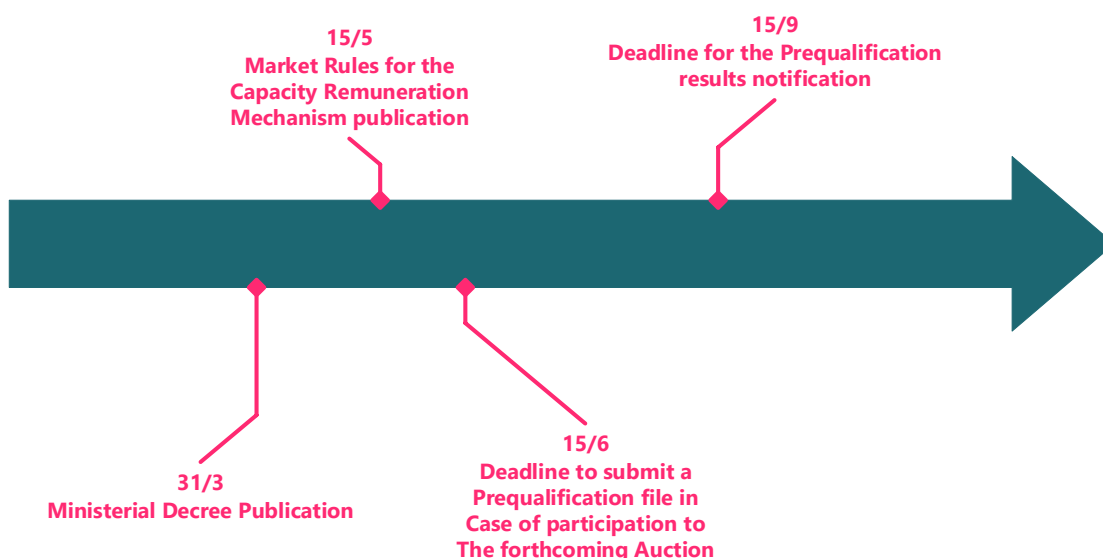 15/5
Market Rules for the
Capacity Remuneration
Mechanism publication
15/9
Deadline for the Prequalification
results notification
31/3
Ministerial Decree Publication
15/6
Deadline to submit a
Prequalification file in
Case of participation to
The forthcoming Auction